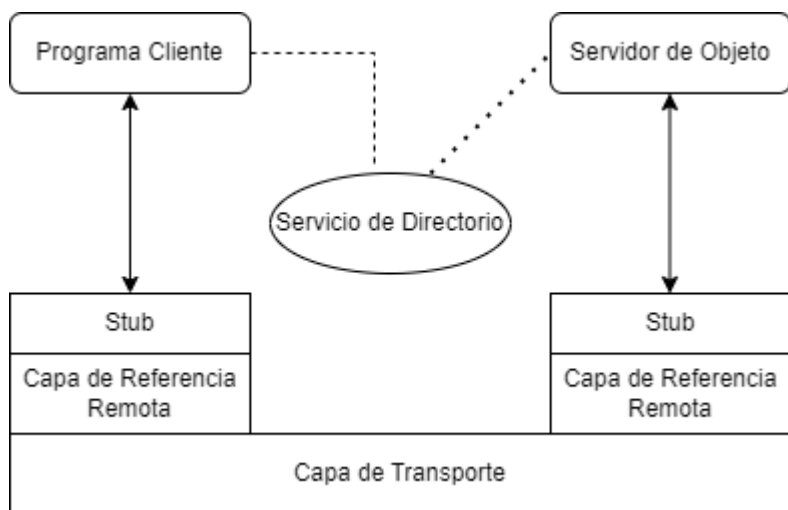 Programa Cliente
Servidor de Objeto
Servicio de Directorio
Stub
Stub
Capa de Referencia
Remota
Capa de Referencia
Remota
Capa de Transporte